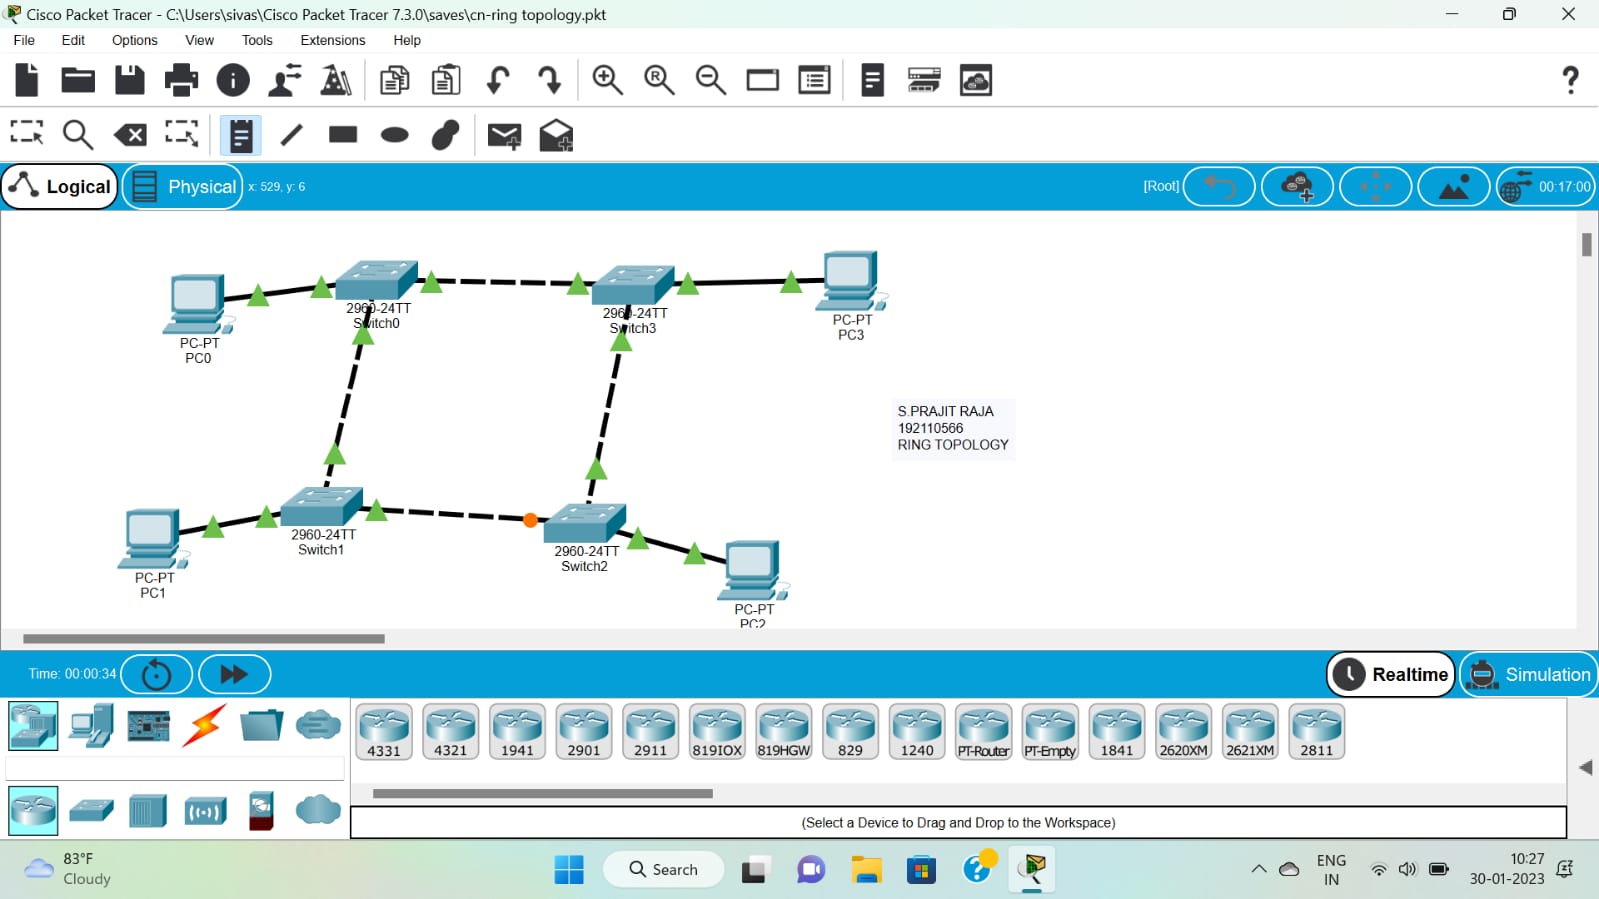 Cisco Packet Tracer - C:\Users\sivas\Cisco Packet Tracer 7.3.0\saves\cn-ring topology.pkt
File Edit Options View Tools Extensions Help
R
?
Logical Physical x: 529, y: 6 [Root] 00:17:00
2960-24TT
Switch0
2960-24TT
Switch3
PC-PT
PC3
PC-PT
PC0
S.PRAJIT RAJA
192110566
RING TOPOLOGY
2960-24TT
Switch1
2960-24TT
Switch2
PC-PT
PC1
PC-PT
PC2
Time: 00:00:34 Realtime Simulation
4331 4321 1941 2901 2911 819IOX 819HGW 829 1240 PT-Router PT-Empty 1841 2620XM 2621XM 2811
(Select a Device to Drag and Drop to the Workspace)
83°F
Cloudy
Search
ENG
IN
10:27
30-01-2023